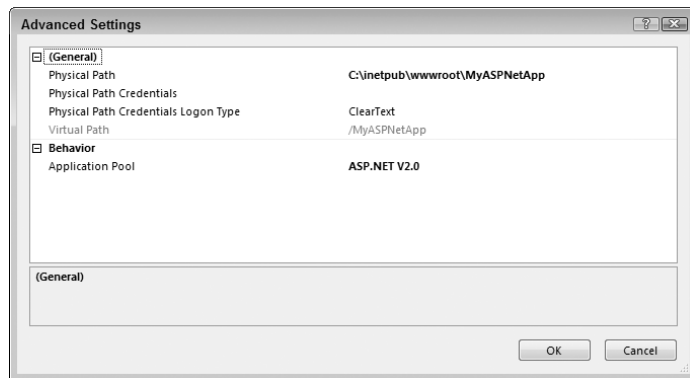 Advanced Settings
(General)
Physical Path C:\inetpub\wwwroot\MyASPNetApp
Physical Path Credentials
Physical Path Credentials Logon Type ClearText
Virtual Path /MyASPNetApp
Behavior
Application Pool ASP.NET V2.0
(General)
OK Cancel